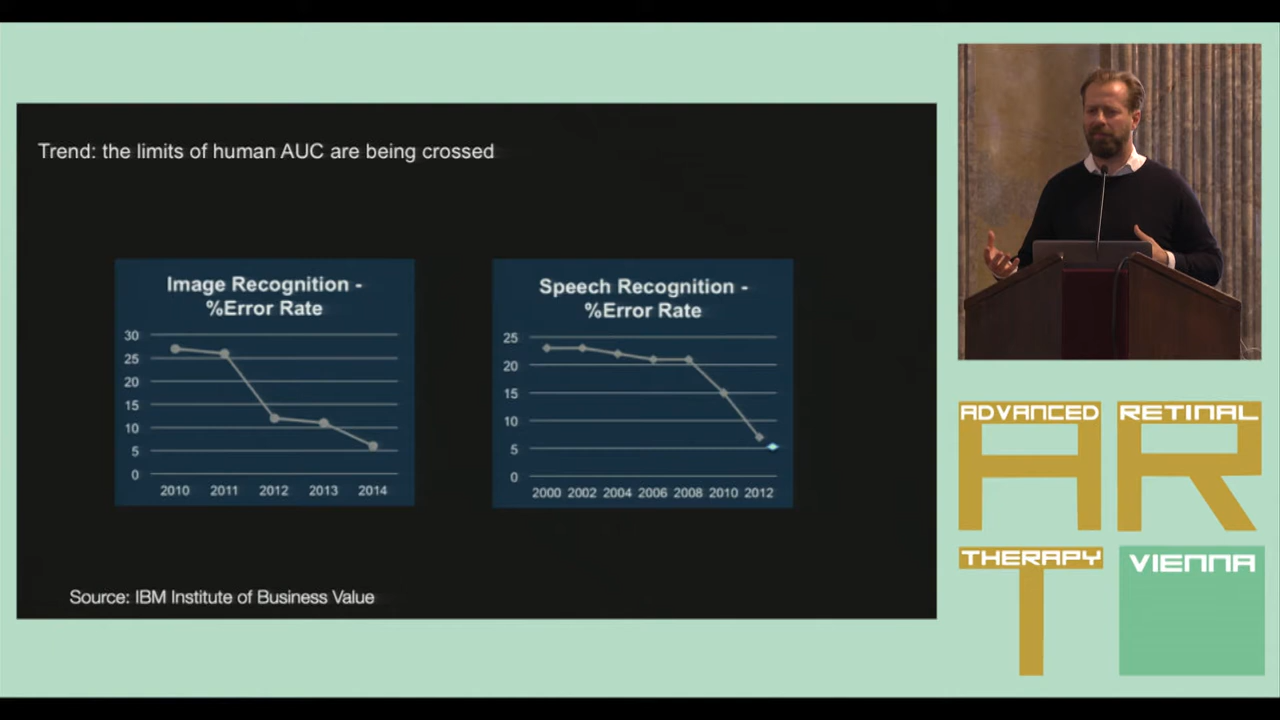 Trend: the limits of human AUC are being crossed
Image Recognition -
%Error Rate
30
25
20
15
10
5
0
2010 2011 2012 2013 2014
Speech Recognition -
%Error Rate
25
20
15
10
5
0
2000 2002 2004 2006 2008 2010 2012
Source: IBM Institute of Business Value
ADVANCED RETINAL
A R
THERAPY VIENNA
T